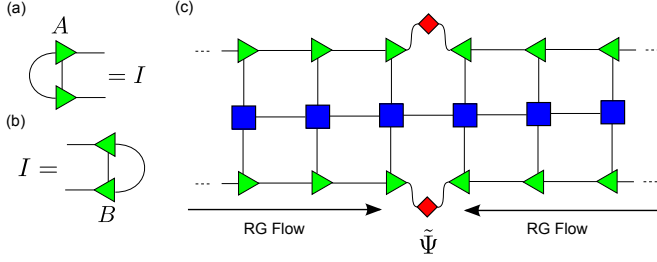 (a)
A
= I
(b)
I =
B
(c)
... ...
... ...
RG Flow RG Flow
Ψ̃